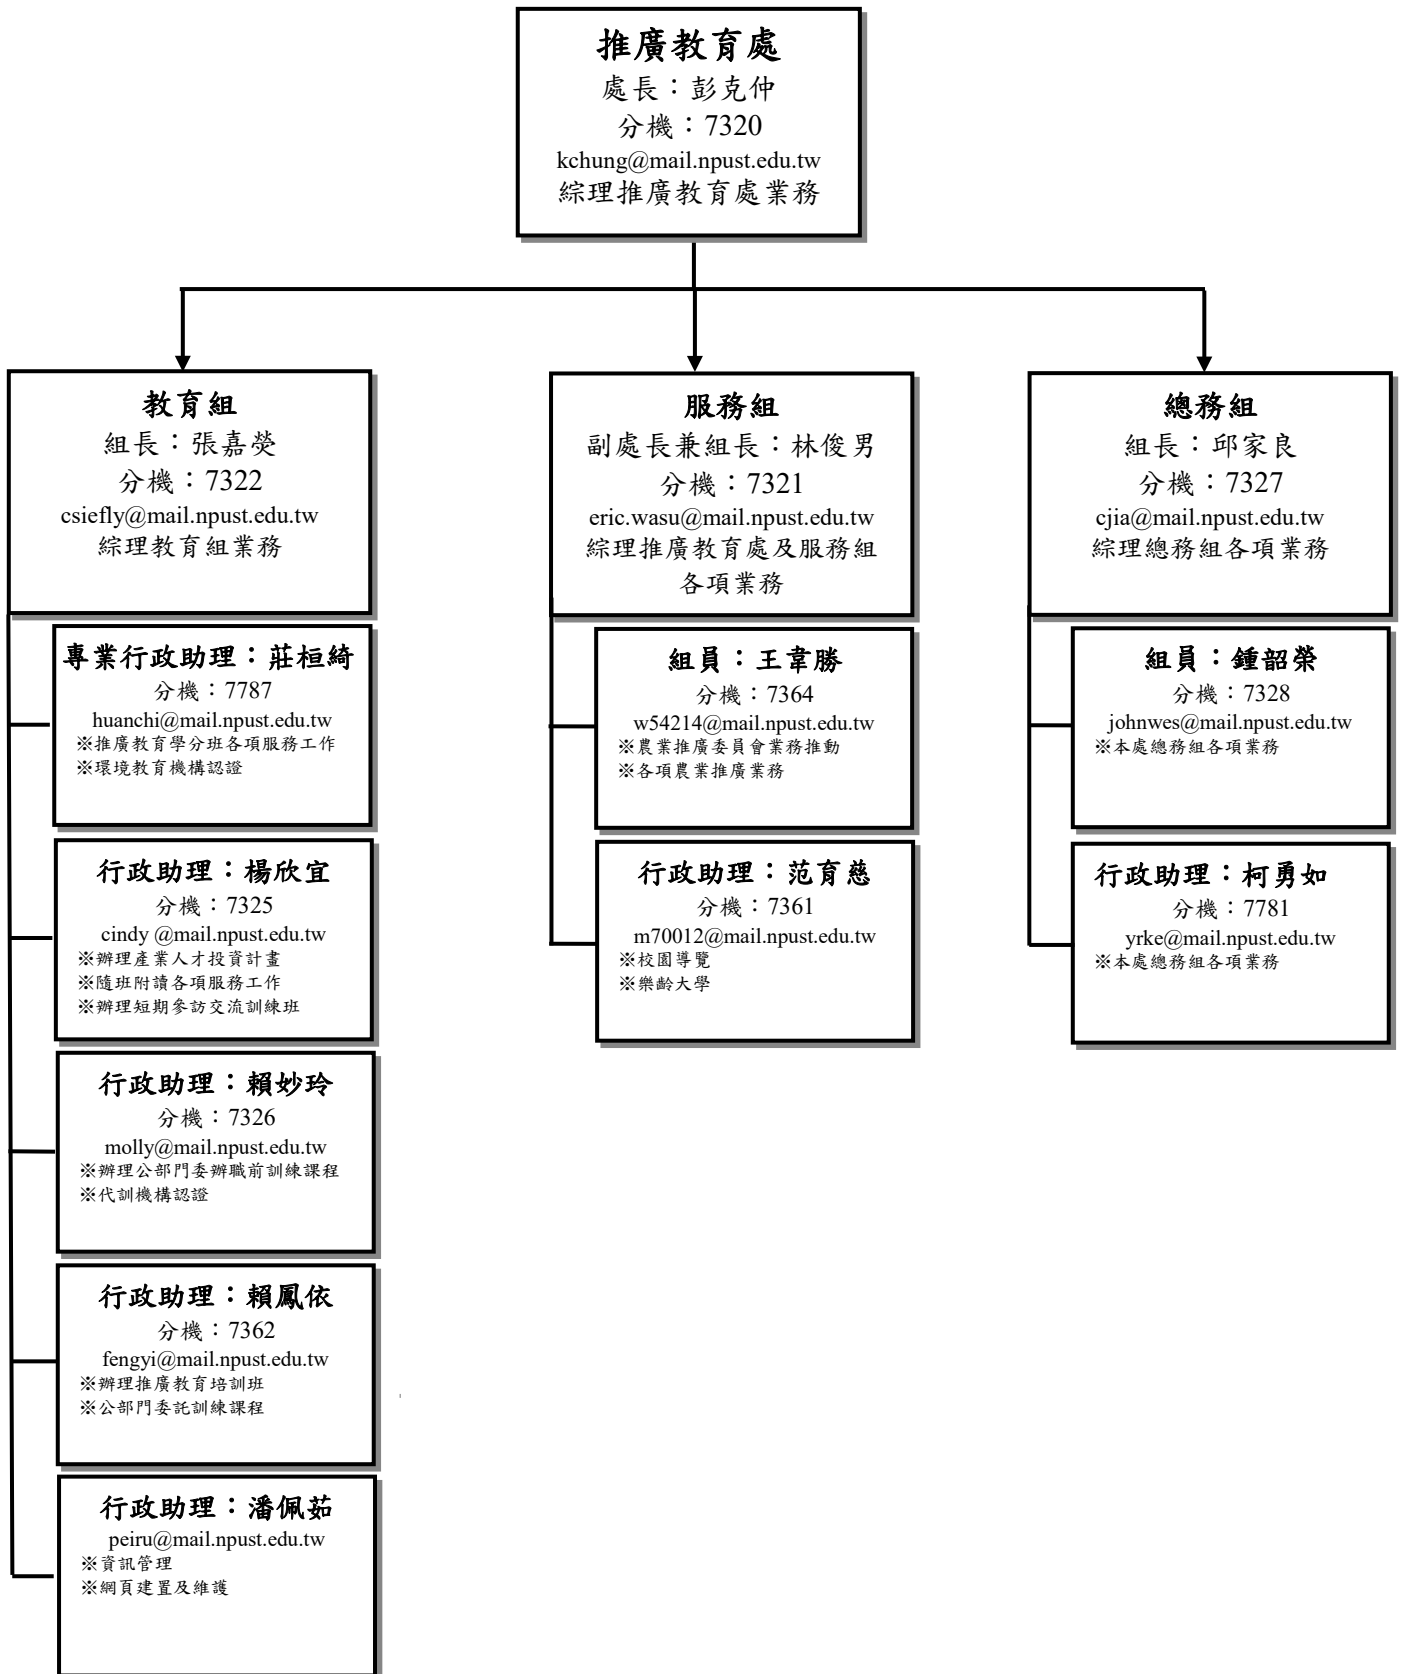 推廣教育處
處長：彭克仲
分機：7320
kchung@mail.npust.edu.tw
綜理推廣教育處業務
教育組
組長：張嘉熒
分機：7322
csiefly@mail.npust.edu.tw
綜理教育組業務
專業行政助理：莊桓綺
分機：7787
huanchi@mail.npust.edu.tw
※推廣教育學分班各項服務工作
※環境教育機構認證
行政助理：楊欣宜
分機：7325
cindy @mail.npust.edu.tw
※辦理產業人才投資計畫
※隨班附讀各項服務工作
※辦理短期參訪交流訓練班
行政助理：賴妙玲
分機：7326
molly@mail.npust.edu.tw
※辦理公部門委辦職前訓練課程
※代訓機構認證
行政助理：賴鳳依
分機：7362
fengyi@mail.npust.edu.tw
※辦理推廣教育培訓班
※公部門委託訓練課程
行政助理：潘佩茹
peiru@mail.npust.edu.tw
※資訊管理
※網頁建置及維護
服務組
副處長兼組長：林俊男
分機：7321
eric.wasu@mail.npust.edu.tw
綜理推廣教育處及服務組
各項業務
組員：王韋勝
分機：7364
w54214@mail.npust.edu.tw
※農業推廣委員會業務推動
※各項農業推廣業務
行政助理：范育慈
分機：7361
m70012@mail.npust.edu.tw
※校園導覽
※樂齡大學
總務組
組長：邱家良
分機：7327
cjia@mail.npust.edu.tw
綜理總務組各項業務
組員：鍾韶榮
分機：7328
johnwes@mail.npust.edu.tw
※本處總務組各項業務
行政助理：柯勇如
分機：7781
yrke@mail.npust.edu.tw
※本處總務組各項業務